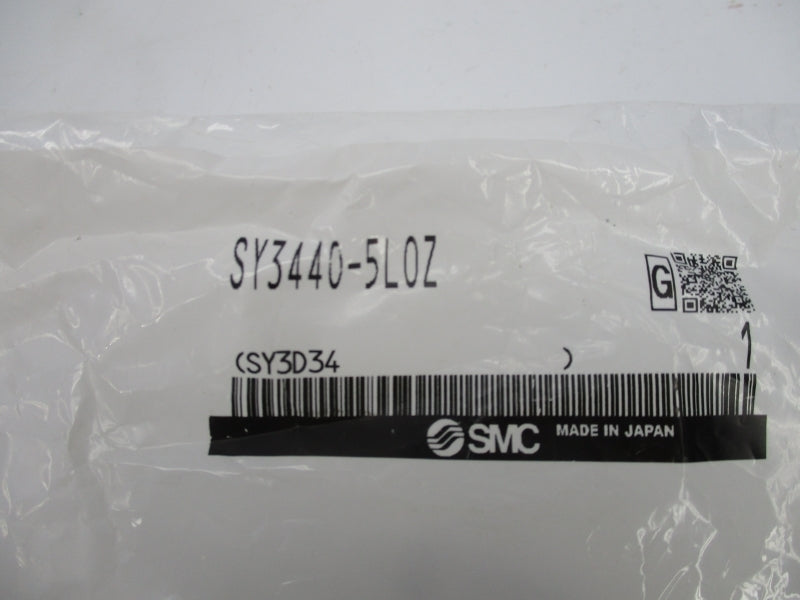 SY3440-5LOZ
G
1
(SY3D34 )
SMC MADE IN JAPAN